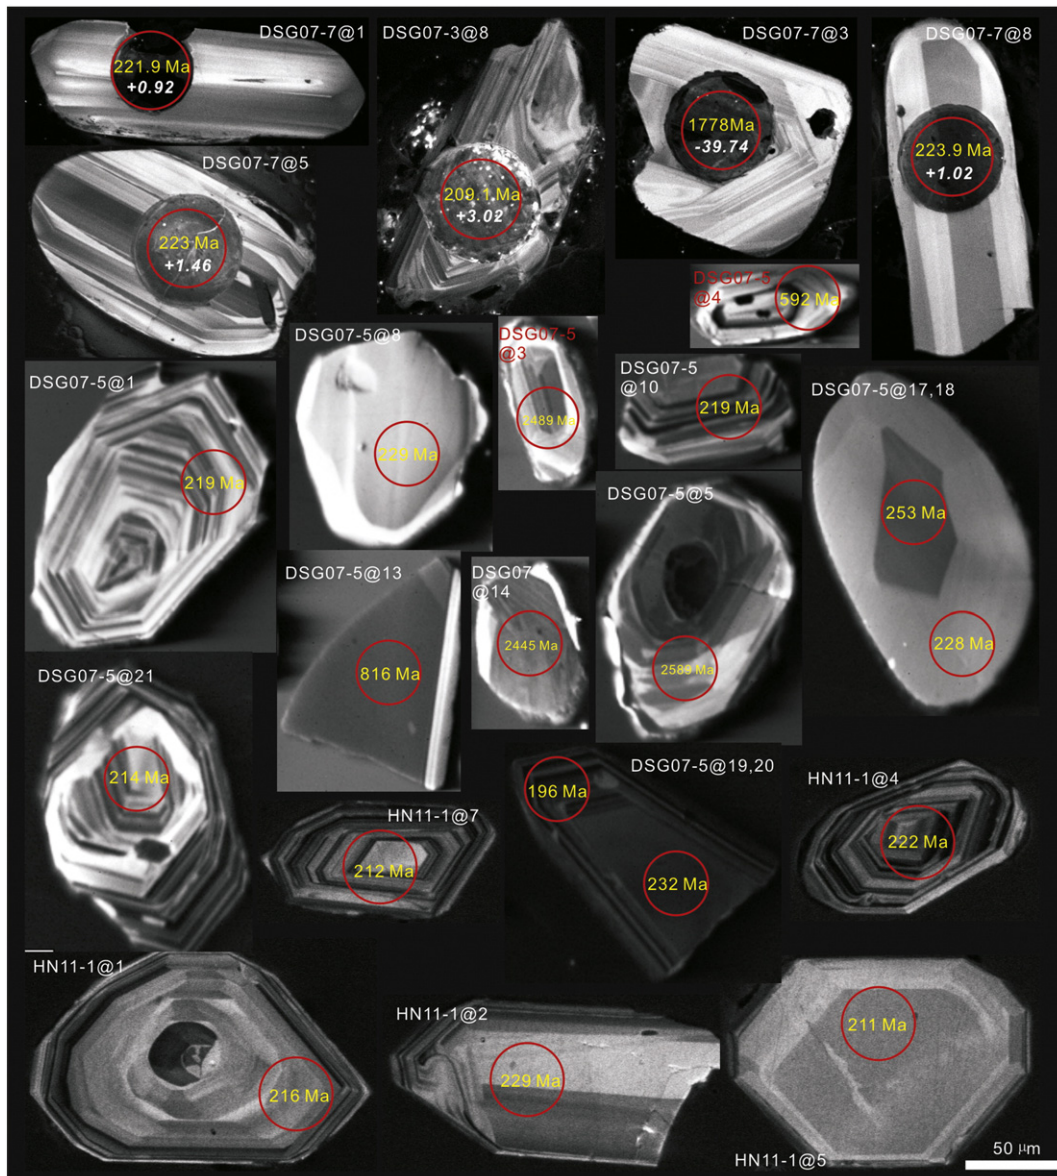 DSG07-7@1
221.9 Ma
+0.92
DSG07-3@8
209.1 Ma
+3.02
DSG07-7@3
1778Ma
-39.74
DSG07-7@8
223.9 Ma
+1.02
DSG07-7@5
223 Ma
+1.46
DSG07-5
@4
592 Ma
DSG07-5@1
219 Ma
DSG07-5@8
229 Ma
DSG07-5
@3
2489 Ma
DSG07-5
@10
219 Ma
DSG07-5@17,18
253 Ma
228 Ma
DSG07-5@13
816 Ma
DSG07
@14
2445 Ma
DSG07-5@5
2589 Ma
DSG07-5@21
214 Ma
HN11-1@7
212 Ma
DSG07-5@19,20
196 Ma
232 Ma
HN11-1@4
222 Ma
HN11-1@1
216 Ma
HN11-1@2
229 Ma
211 Ma
HN11-1@5
50 μm